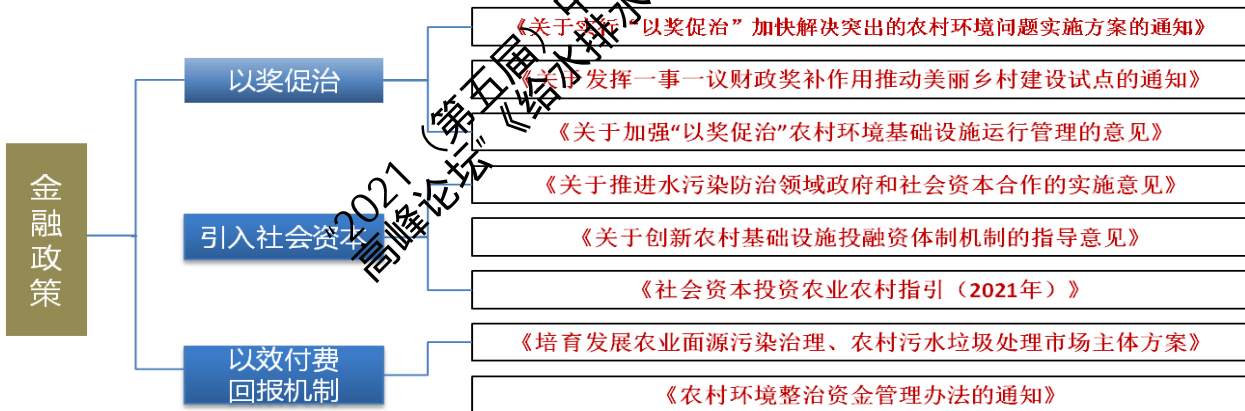 金融政策
以奖促治
《关于实行“以奖促治”加快解决突出的农村环境问题实施方案的通知》
《关于发挥一事一议财政奖补作用推动美丽乡村建设试点的通知》
《关于加强“以奖促治”农村环境基础设施运行管理的意见》
引入社会资本
《关于推进水污染防治领域政府和社会资本合作的实施意见》
《关于创新农村基础设施投融资体制机制的指导意见》
《社会资本投资农业农村指引（2021年）》
以效付费
回报机制
《培育发展农业面源污染治理、农村污水垃圾处理市场主体方案》
《农村环境整治资金管理办法的通知》
“2021（第五届）中
高峰论坛”《给水排水